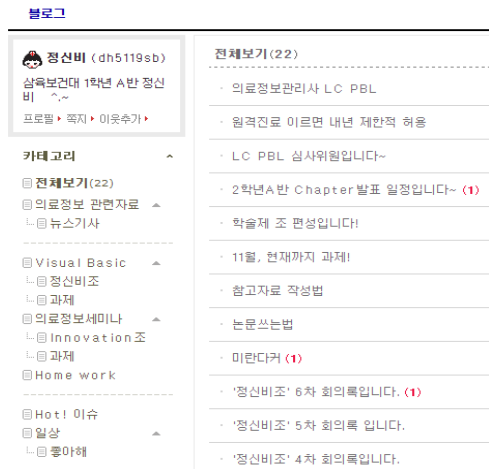 블로그
정신비 (dh5119sb)
삼육보건대 1학년 A반 정신
비 ^.~
프로필 쪽지 이웃추가
카테고리
전체보기(22)
의료정보 관련자료
뉴스기사
Visual Basic
정신비조
과제
의료정보세미나
Innovation조
과제
Home work
Hot! 이슈
일상
좋아해
전체보기(22)
· 의료정보관리사 LC PBL
· 원격진료 이르면 내년 제한적 허용
· LC PBL 심사위원입니다~
· 2학년A반 Chapter발표 일정입니다~ (1)
· 학술제 조 편성입니다!
· 11월, 현재까지 과제!
· 참고자료 작성법
· 논문쓰는법
· 미란다커 (1)
· '정신비조' 6차 회의록입니다. (1)
· '정신비조' 5차 회의록 입니다.
· '정신비조' 4차 회의록입니다.